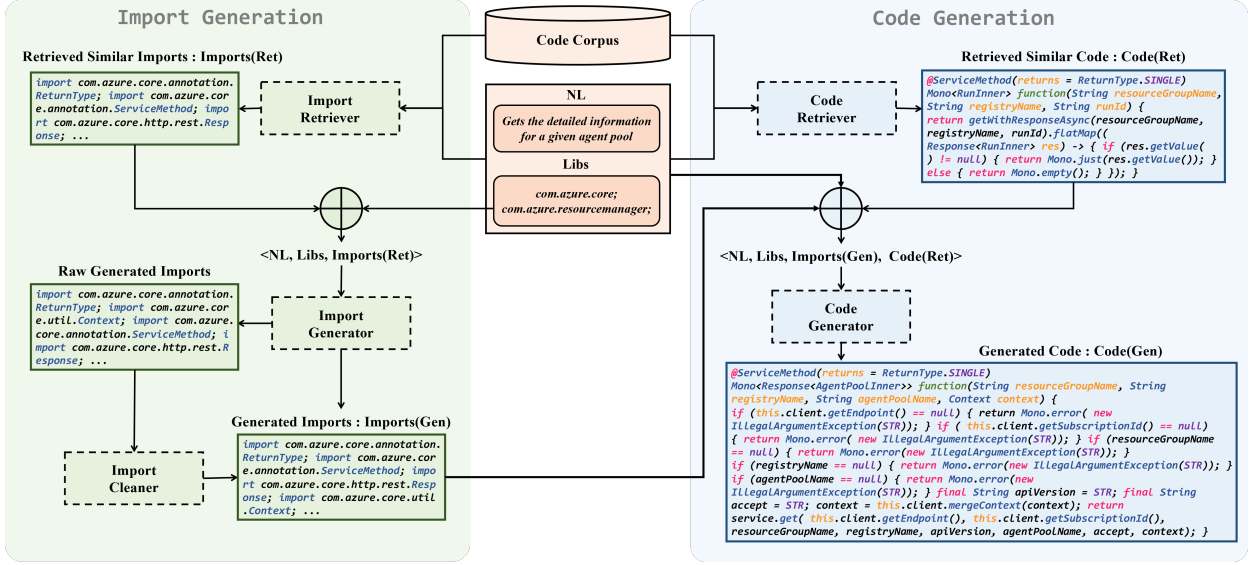 Import Generation
Code Generation
Code Corpus
Retrieved Similar Imports : Imports(Ret)
import com.azure.core.annotation.
ReturnType; import com.azure.cor
e.annotation.ServiceMethod; impo
rt com.azure.core.http.rest.Resp
onse; ...
Import
Retriever
NL
Gets the detailed information
for a given agent pool
Libs
com.azure.core;
com.azure.resourcemanager;
Code
Retriever
Retrieved Similar Code : Code(Ret)
@ServiceMethod(returns = ReturnType.SINGLE)
Mono<RunInner> function(String resourceGroupName,
String registryName, String runId) {
return getWithResponseAsync(resourceGroupName,
registryName, runId).flatMap((
Response<RunInner> res) -> { if (res.getValue(
) != null) { return Mono.just(res.getValue()); }
else { return Mono.empty(); } }); }
<NL, Libs, Imports(Ret)>
<NL, Libs, Imports(Gen),  Code(Ret)>
Raw Generated Imports
import com.azure.core.annotation.
ReturnType; import com.azure.cor
e.util.Context; import com.azure.
core.annotation.ServiceMethod; i
mport com.azure.core.http.rest.R
esponse; ...
Import
Generator
Code
Generator
Generated Imports : Imports(Gen)
import com.azure.core.annotation.
ReturnType; import com.azure.cor
e.annotation.ServiceMethod; impo
rt com.azure.core.http.rest.Resp
onse; import com.azure.core.util
.Context; ...
Import
Cleaner
Generated Code : Code(Gen)
@ServiceMethod(returns = ReturnType.SINGLE)
Mono<Response<AgentPoolInner>> function(String resourceGroupName, String
registryName, String agentPoolName, Context context) {
if (this.client.getEndpoint() == null) { return Mono.error( new
IllegalArgumentException(STR)); } if ( this.client.getSubscriptionId() == null)
{ return Mono.error( new IllegalArgumentException(STR)); } if (resourceGroupName
== null) { return Mono.error(new IllegalArgumentException(STR)); }
if (registryName == null) { return Mono.error(new IllegalArgumentException(STR)); }
if (agentPoolName == null) { return Mono.error(new
IllegalArgumentException(STR)); } final String apiVersion = STR; final String
accept = STR; context = this.client.mergeContext(context); return
service.get( this.client.getEndpoint(), this.client.getSubscriptionId(),
resourceGroupName, registryName, apiVersion, agentPoolName, accept, context); }